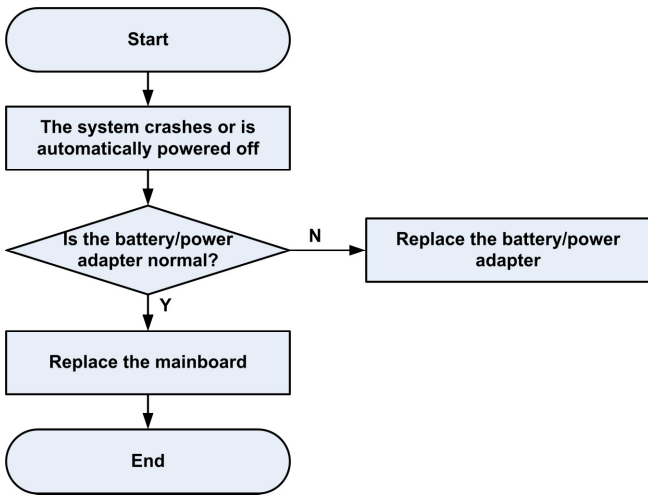 Start
The system crashes or is
automatically powered off
Is the battery/power
adapter normal?
N
Replace the battery/power
adapter
Y
Replace the mainboard
End